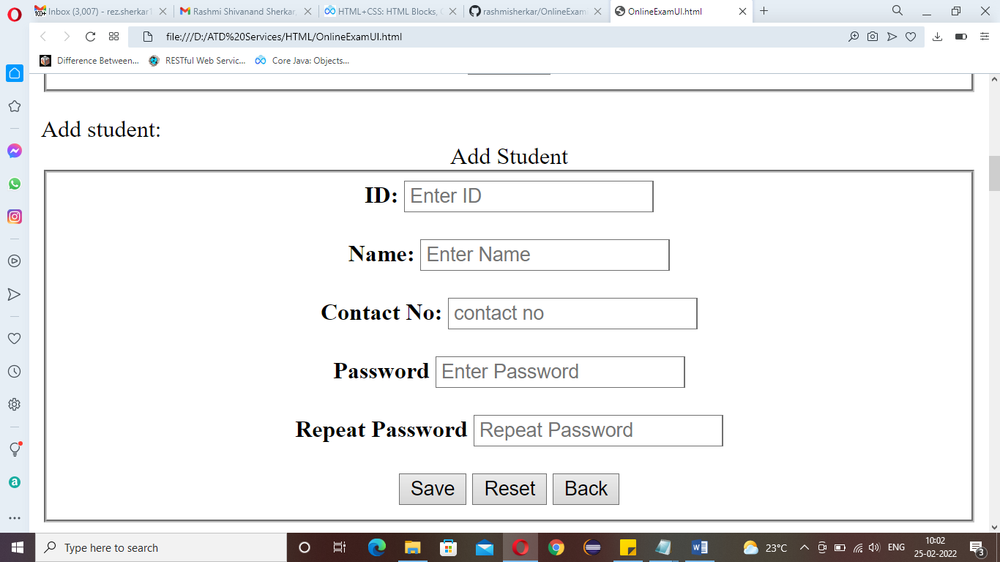 100+
Inbox (3,007) - rez.sherkar1
Rashmi Shivanand Sherkar
HTML+CSS: HTML Blocks,
rashmisherkar/OnlineExam
OnlineExamUI.html
file:///D:/ATD%20Services/HTML/OnlineExamUI.html
Difference Between...
RESTful Web Servic...
Core Java: Objects...
Add student:
Add Student
ID: Enter ID
Name: Enter Name
Contact No: contact no
Password Enter Password
Repeat Password Repeat Password
Save Reset Back
a
Type here to search
23°C
ENG
10:02
25-02-2022
3